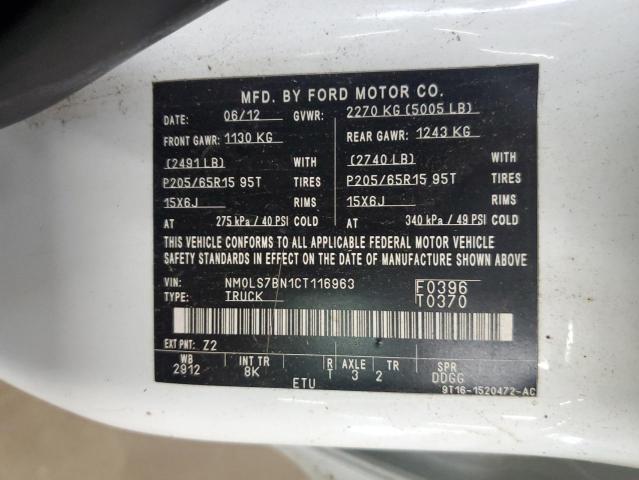 MFD. BY FORD MOTOR CO.
DATE: 06/12 GVWR: 2270 KG (5005 LB)
FRONT GAWR: 1130 KG REAR GAWR: 1243 KG
(2491 LB) WITH (2740 LB) WITH
P205/65R15 95T TIRES P205/65R15 95T TIRES
15X6J RIMS 15X6J RIMS
AT 275 kPa / 40 PSI COLD AT 340 kPa / 49 PSI COLD
THIS VEHICLE CONFORMS TO ALL APPLICABLE FEDERAL MOTOR VEHICLE
SAFETY STANDARDS IN EFFECT ON THE DATE OF MANUFACTURE SHOWN ABOVE
VIN: NM0LS7BN1CT116963 F0396
TYPE: TRUCK T0370
EXT PNT: Z2
WB INT TR R AXLE TR SPR
2912 8K T 3 2 DDGG
ETU 9T16-1520472-AC